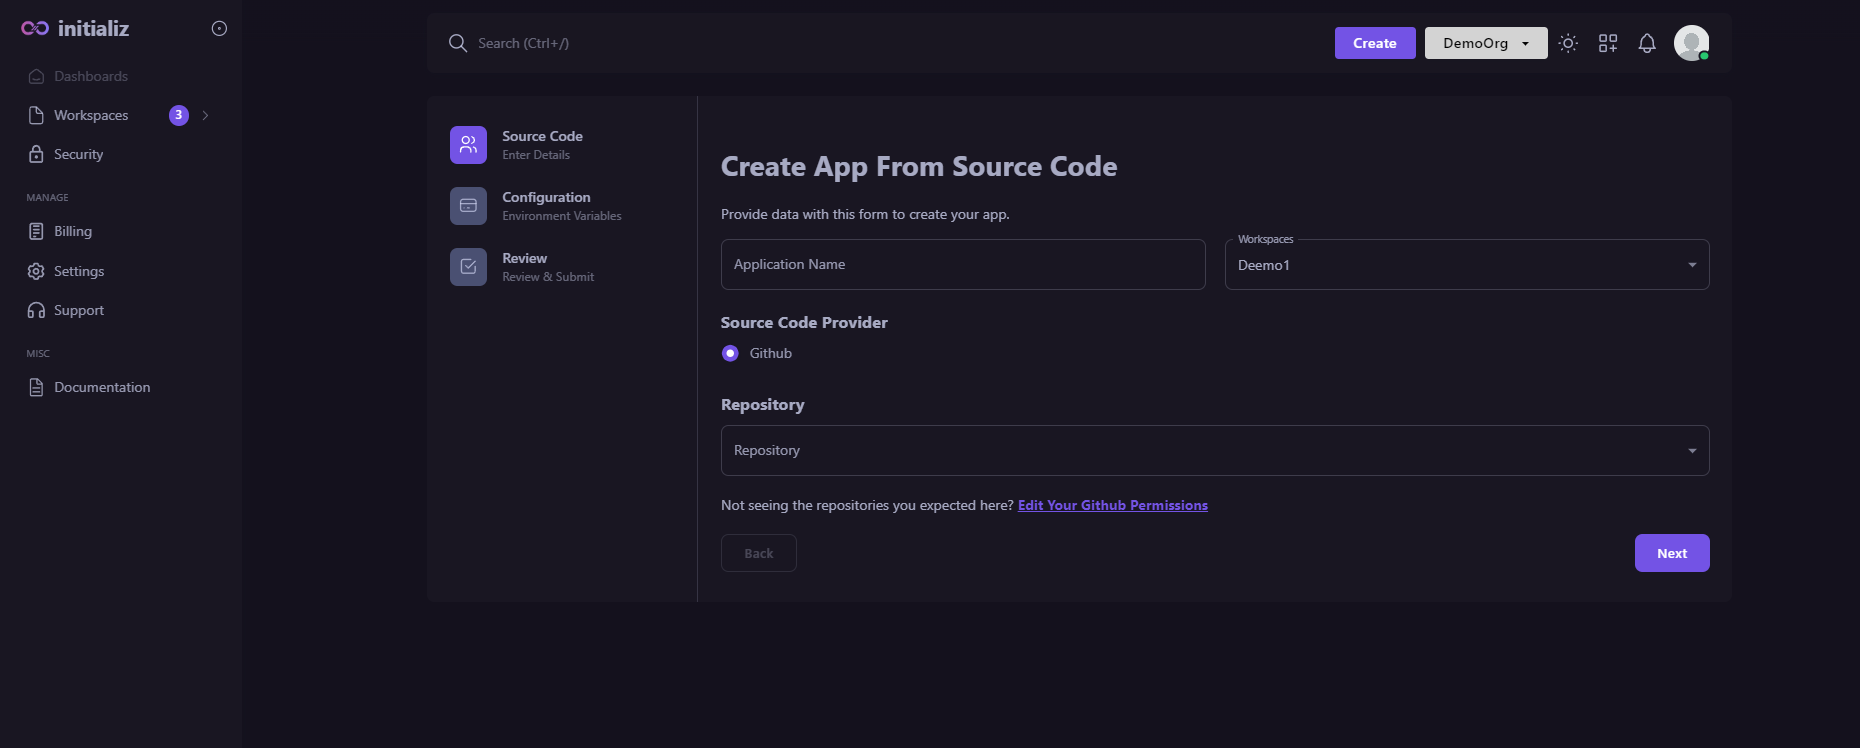 initializ
Dashboards
Workspaces 3
Security
MANAGE
Billing
Settings
Support
MISC
Documentation
Search (Ctrl+/)
Create
DemoOrg
Source Code
Enter Details
Configuration
Environment Variables
Review
Review & Submit
Create App From Source Code
Provide data with this form to create your app.
Application Name
Workspaces
Deemo1
Source Code Provider
Github
Repository
Repository
Not seeing the repositories you expected here? Edit Your Github Permissions
Back
Next